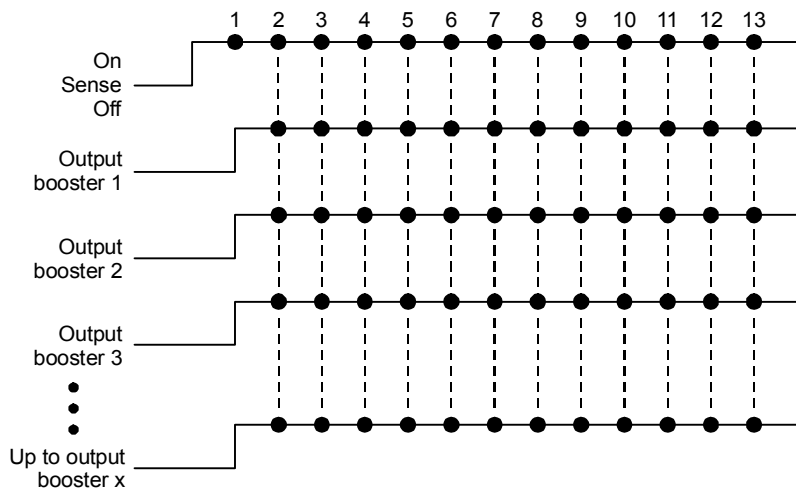 1 2 3 4 5 6 7 8 9 10 11 12 13
On
Sense
Off
Output
booster 1
Output
booster 2
Output
booster 3
Up to output
booster x